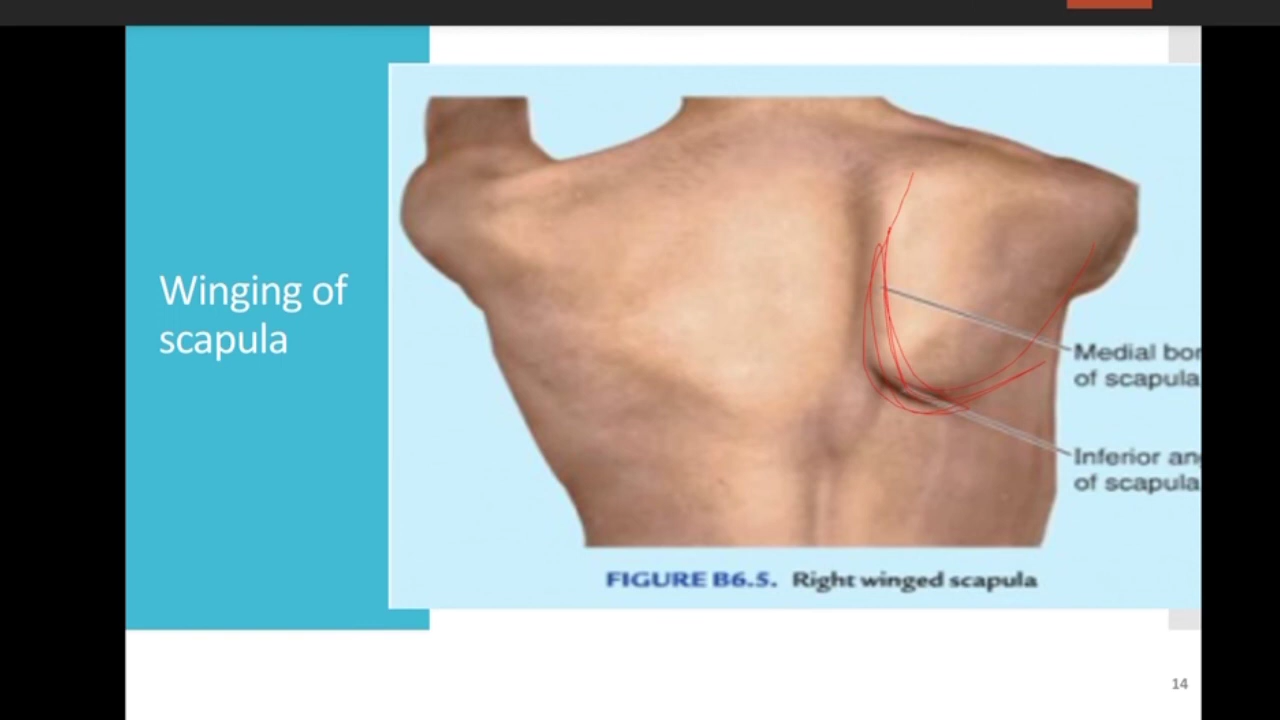 Winging of
scapula
Medial bor
of scapula
Inferior an
of scapula
FIGURE B6.5. Right winged scapula
14